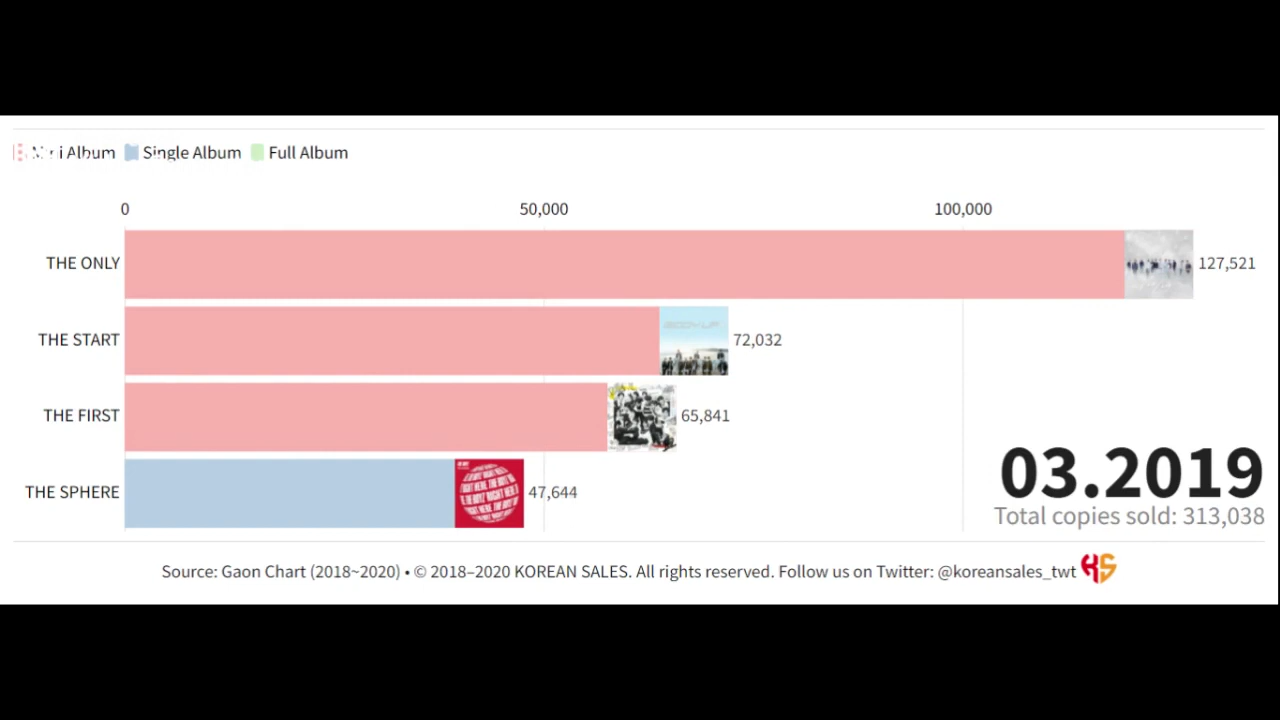 Album Single Album Full Album
0 50,000 100,000
THE ONLY 127,521
THE START 72,032
THE FIRST 65,841
THE SPHERE 47,644
03.2019
Total copies sold: 313,038
Source: Gaon Chart (2018~2020) • © 2018–2020 KOREAN SALES. All rights reserved. Follow us on Twitter: @koreansales_twt KS